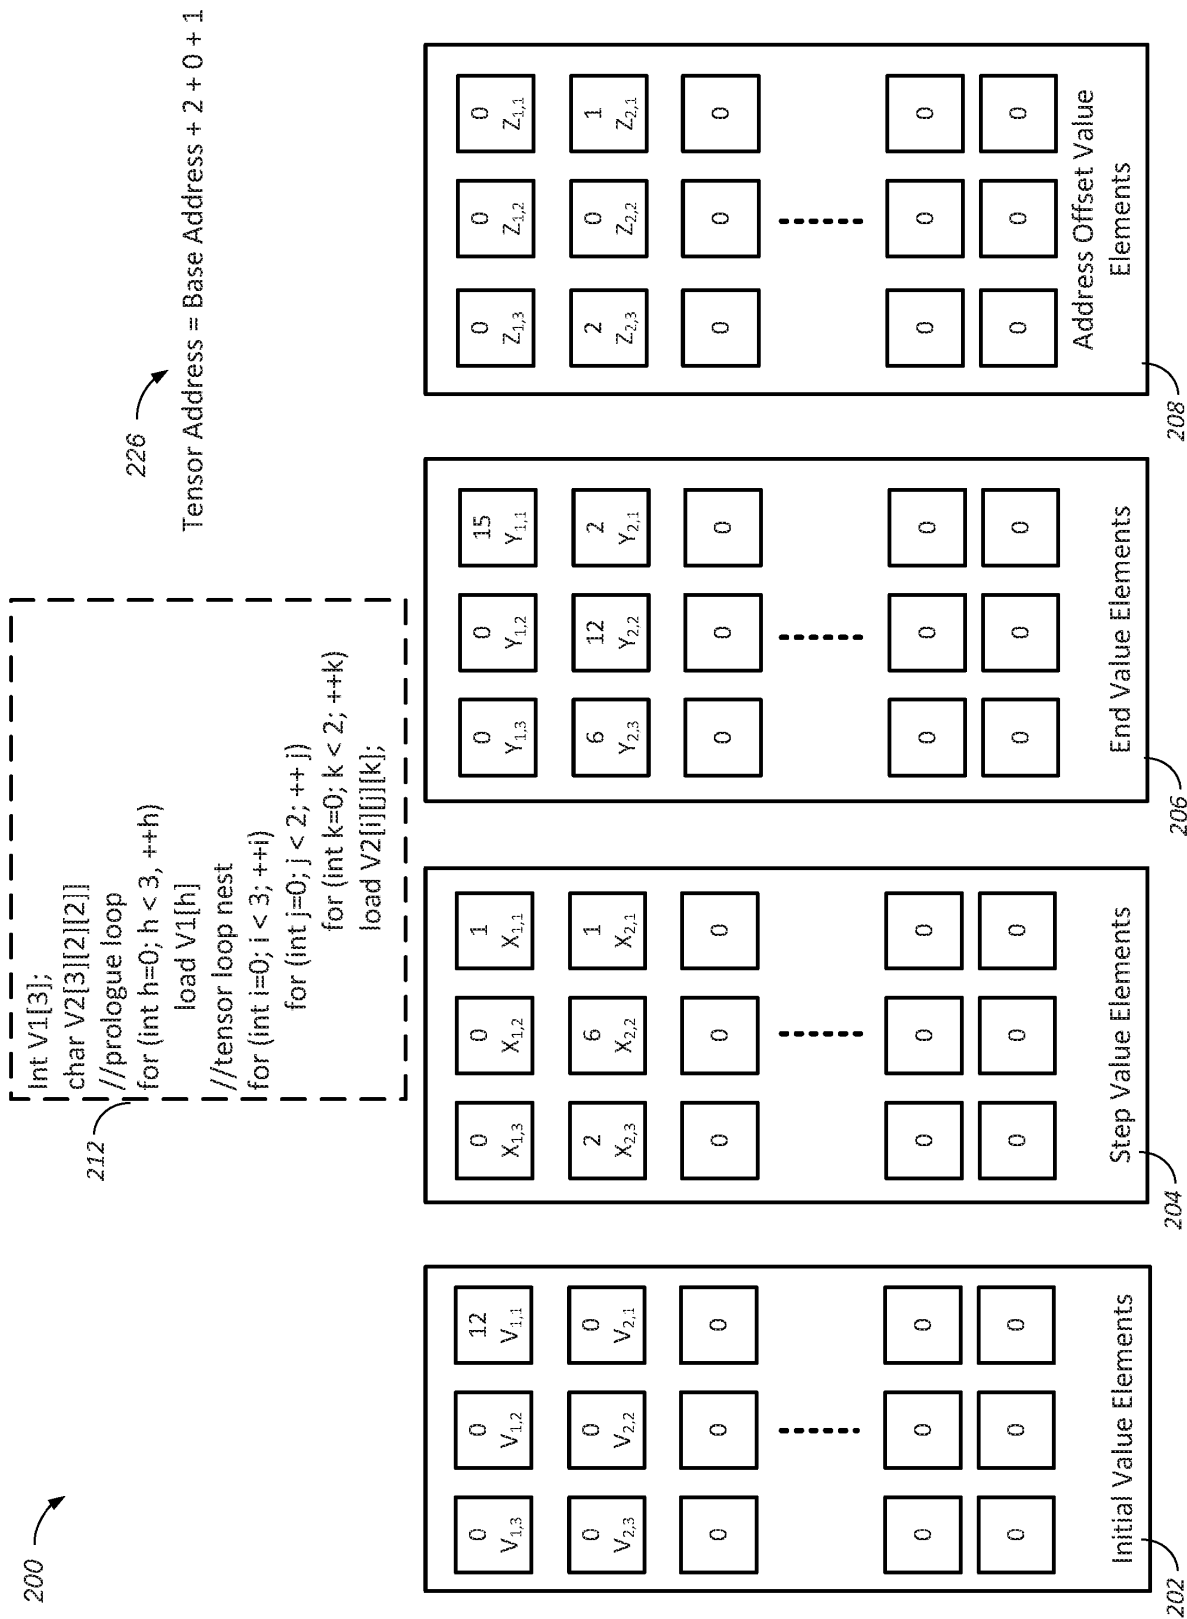 200
212
Int V1[3];
char V2[3][2][2]]
//prologue loop
for (int h=0; h < 3, ++h)
load V1[h]
//tensor loop nest
for (int i=0; i < 3; ++i)
for (int j=0; j < 2; ++ j)
for (int k=0; k < 2; ++k)
load V2[i][j][k];
226
Tensor Address = Base Address + 2 + 0 + 1
0 0 12
V1,3 V1,2 V1,1
0 0 0
V2,3 V2,2 V2,1
0 0 0
0 0 0
0 0 0
Initial Value Elements
202
0 0 1
X1,3 X1,2 X1,1
2 6 1
X2,3 X2,2 X2,1
0 0 0
0 0 0
0 0 0
Step Value Elements
204
0 0 15
Y1,3 Y1,2 Y1,1
6 12 2
Y2,3 Y2,2 Y2,1
0 0 0
0 0 0
0 0 0
End Value Elements
206
0 0 0
Z1,3 Z1,2 Z1,1
2 0 1
Z2,3 Z2,2 Z2,1
0 0 0
0 0 0
0 0 0
Address Offset Value
Elements
208